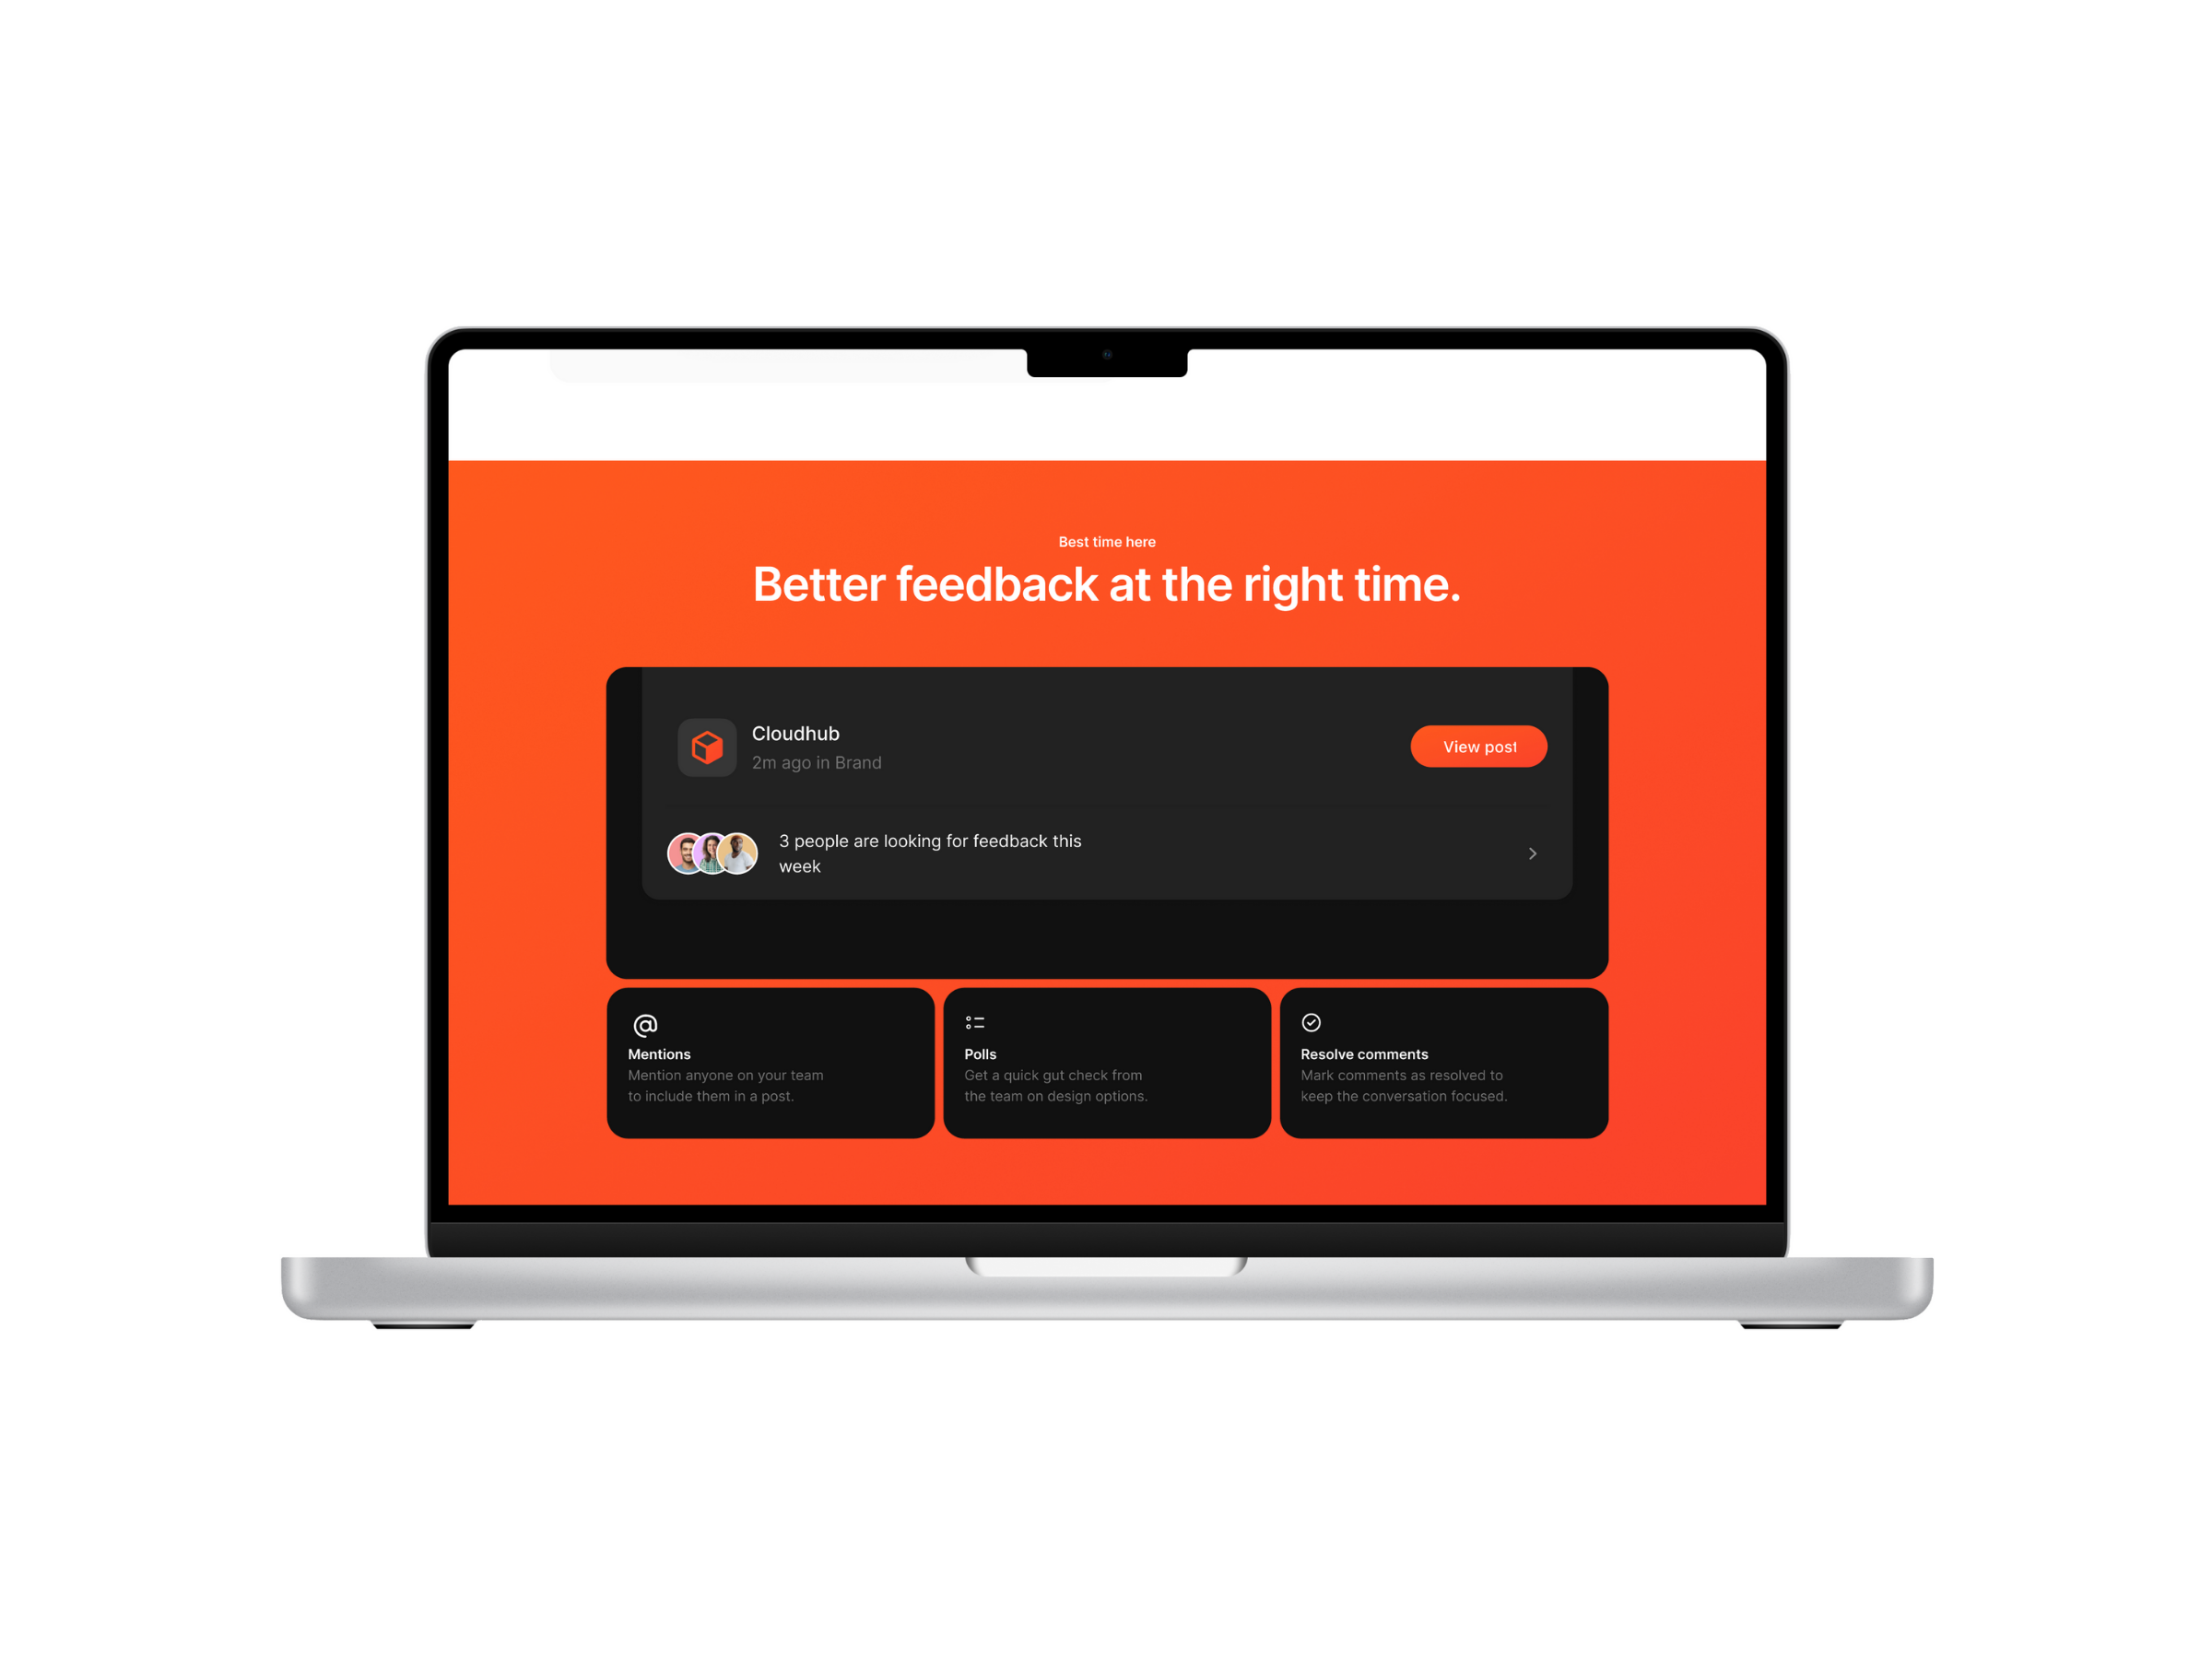 Best time here
Better feedback at the right time.
Cloudhub
2m ago in Brand
View post
3 people are looking for feedback this
week
@
Mentions
Mention anyone on your team
to include them in a post.
Polls
Get a quick gut check from
the team on design options.
Resolve comments
Mark comments as resolved to
keep the conversation focused.